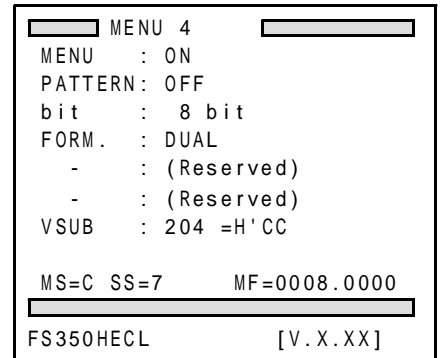 MENU 4
MENU : ON
PATTERN: OFF
bit : 8 bit
FORM. : DUAL
- : (Reserved)
- : (Reserved)
VSUB : 204 =H'CC
MS=C SS=7 MF=0008.0000
FS350HECL [V.X.XX]